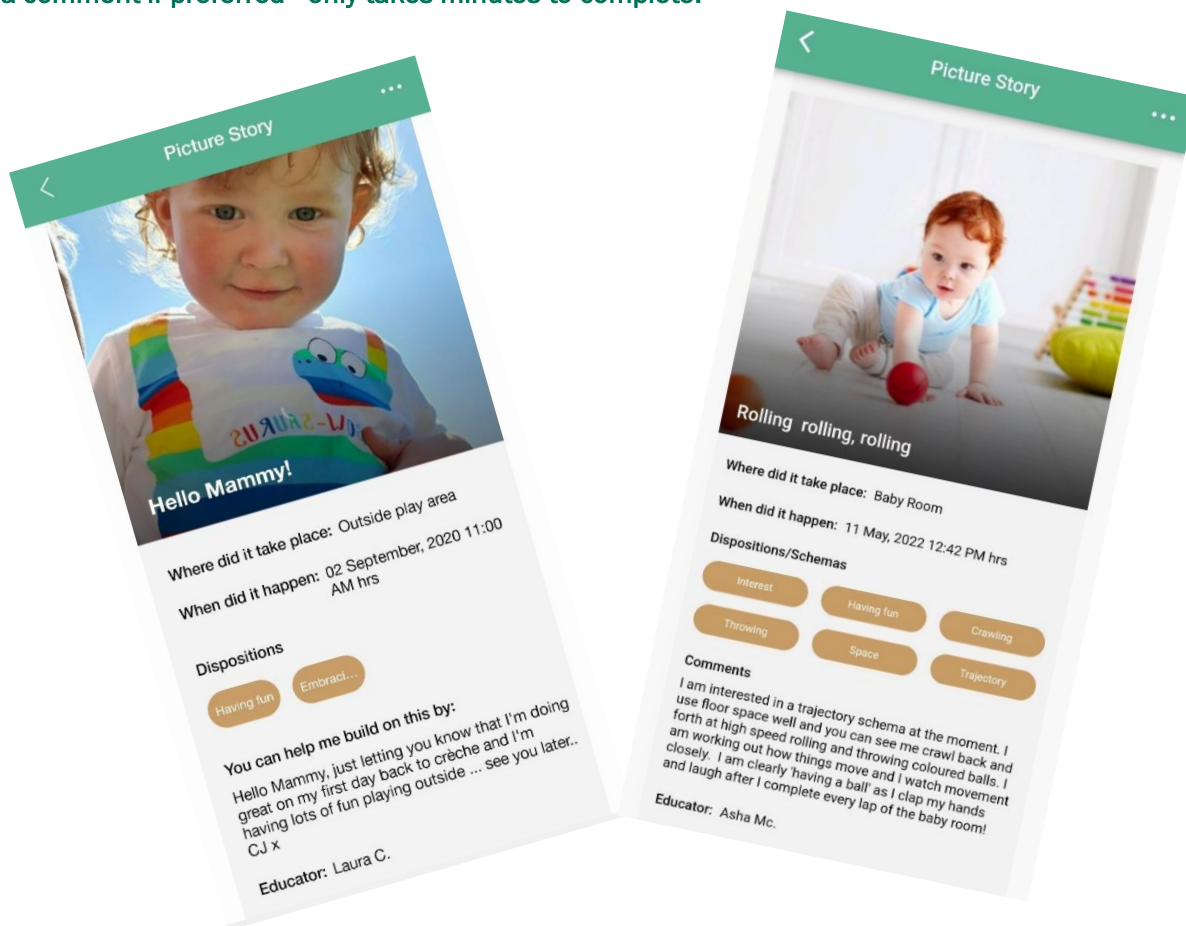 a comment if preferred - only takes minutes to complete.
Picture Story
Hello Mammy!
Where did it take place: Outside play area
When did it happen: 02 September, 2020 11:00
AM hrs
Dispositions
Having fun
Embraci...
You can help me build on this by:
Hello Mammy, just letting you know that I'm doing
great on my first day back to crèche and I'm
having lots of fun playing outside ... see you later..
CJ x
Educator: Laura C.
Picture Story
Rolling rolling, rolling
Where did it take place: Baby Room
When did it happen: 11 May, 2022 12:42 PM hrs
Dispositions/Schemas
Interest Having fun Crawling
Throwing Space Trajectory
Comments
I am interested in a trajectory schema at the moment. I
use floor space well and you can see me crawl back and
forth at high speed rolling and throwing coloured balls. I
am working out how things move and I watch movement
closely. I am clearly 'having a ball' as I clap my hands
and laugh after I complete every lap of the baby room!
Educator: Asha Mc.